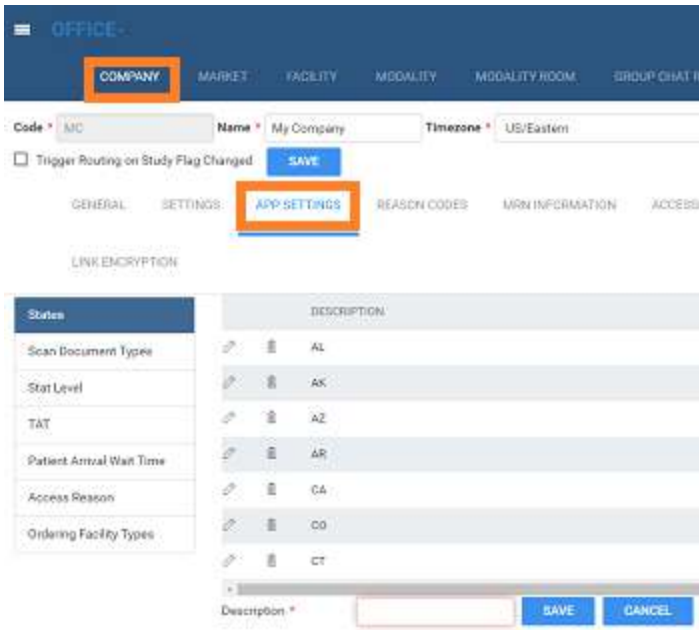 OFFICE-
COMPANY MARKET FACILITY MODALITY MODALITY ROOM GROUP CHAT R
Code * MC Name * My Company Timezone * US/Eastern
Trigger Routing on Study Flag Changed SAVE
GENERAL SETTINGS APP SETTINGS REASON CODES MRN INFORMATION ACCESS
LINK ENCRYPTION
States DESCRIPTION
Scan Document Types AL
Stat Level AK
TAT AZ
Patient Arrival Wait Time AR
Access Reason CA
Ordering Facility Types CO
CT
Description * SAVE CANCEL